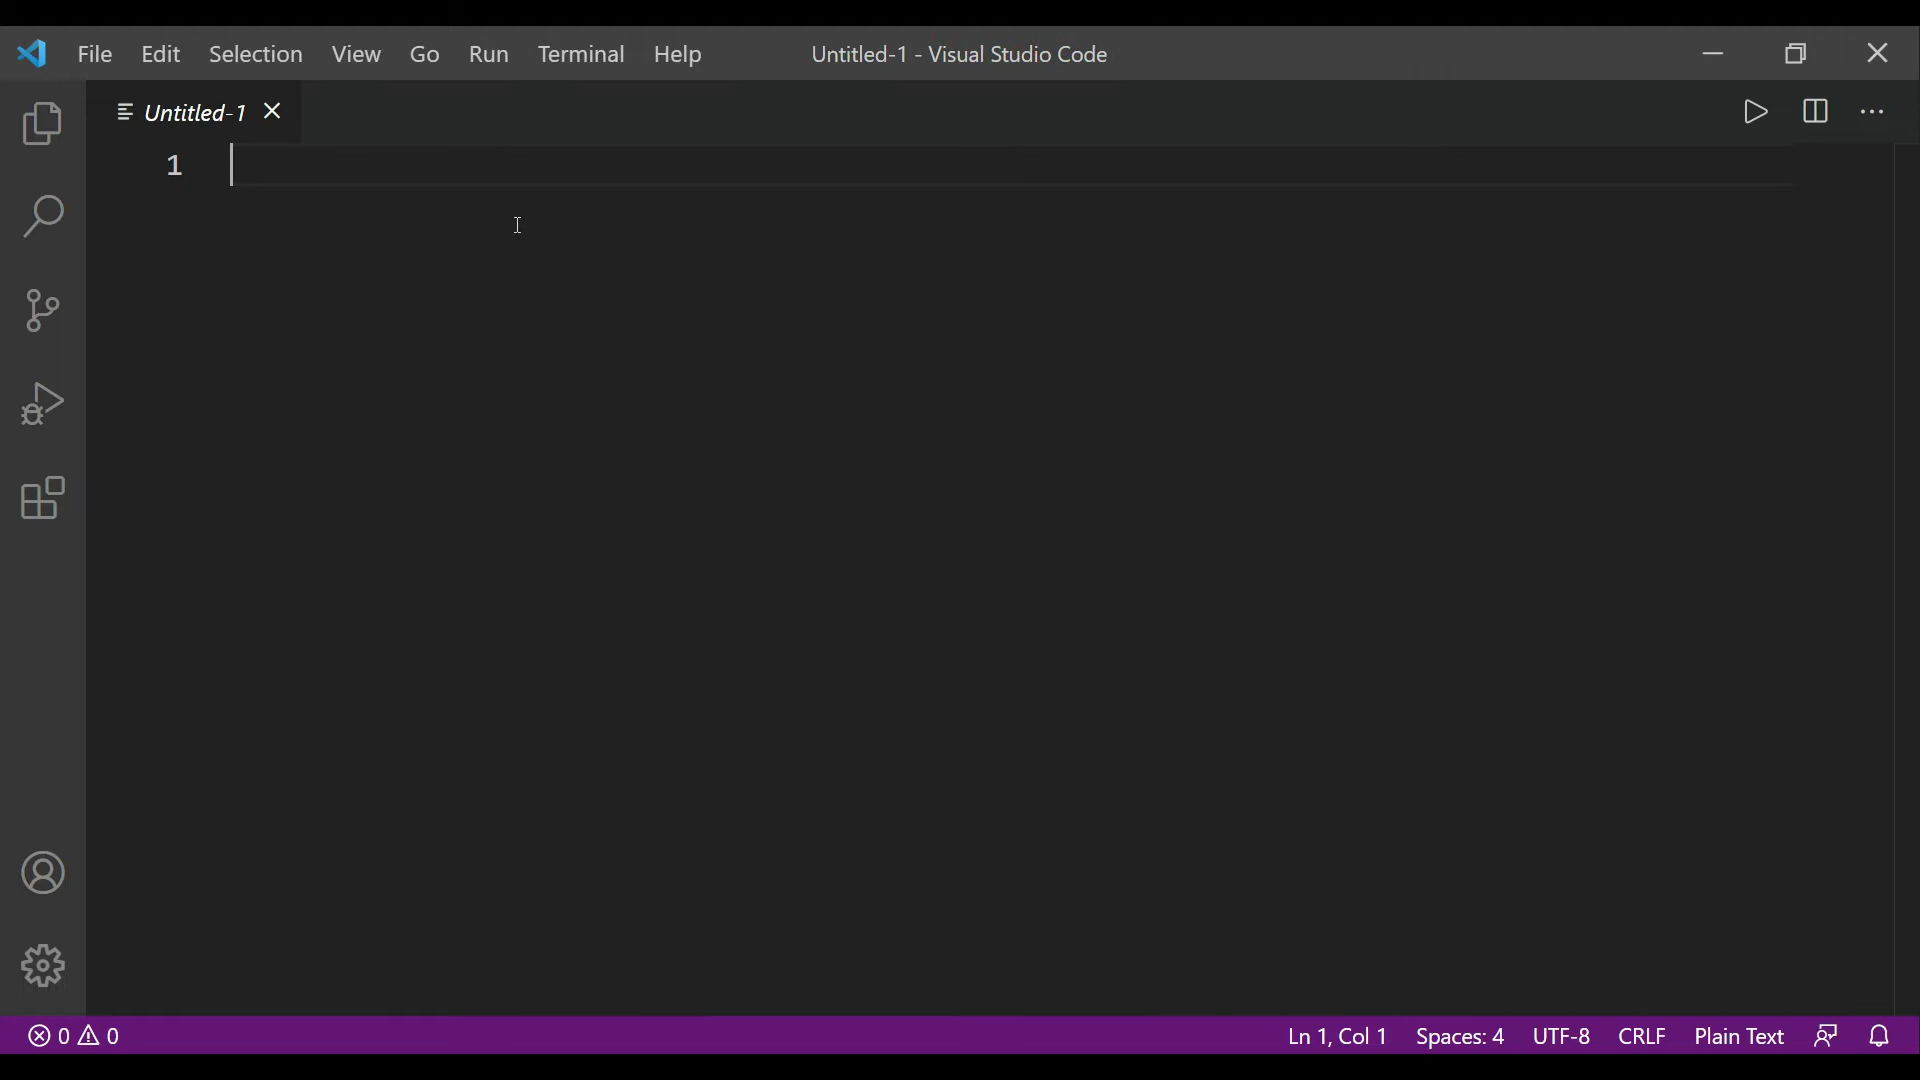 File Edit Selection View Go Run Terminal Help Untitled-1 - Visual Studio Code
Untitled-1
1
0 0 Ln 1, Col 1 Spaces: 4 UTF-8 CRLF Plain Text